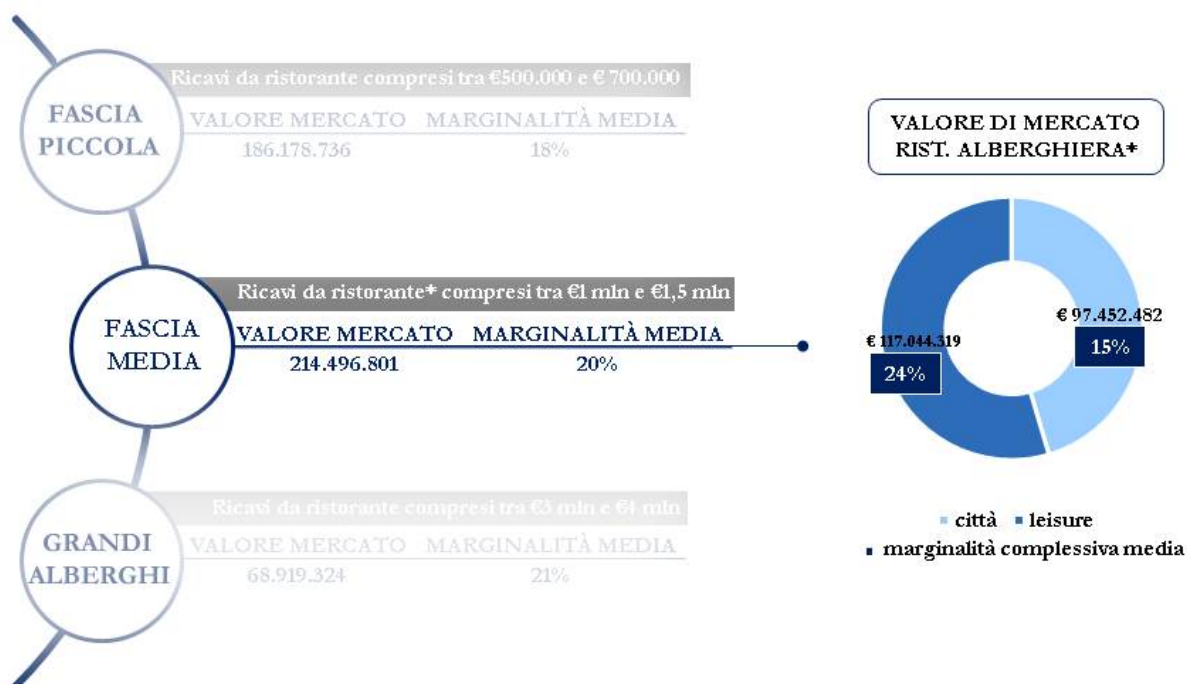 Ricavi da ristorante compresi tra €500.000 e € 700.000
FASCIA
PICCOLA
VALORE MERCATO MARGINALITÀ MEDIA
186.178.736 18%
Ricavi da ristorante* compresi tra €1 mln e €1,5 mln
FASCIA
MEDIA
VALORE MERCATO MARGINALITÀ MEDIA
214.496.801 20%
Ricavi da ristorante compresi tra €3 mln e €4 mln
GRANDI
ALBERGHI
VALORE MERCATO MARGINALITÀ MEDIA
68.919.324 21%
VALORE DI MERCATO
RIST. ALBERGHIERA*
€ 97.452.482
15%
€ 117.044.319
24%
città leisure
marginalità complessiva media